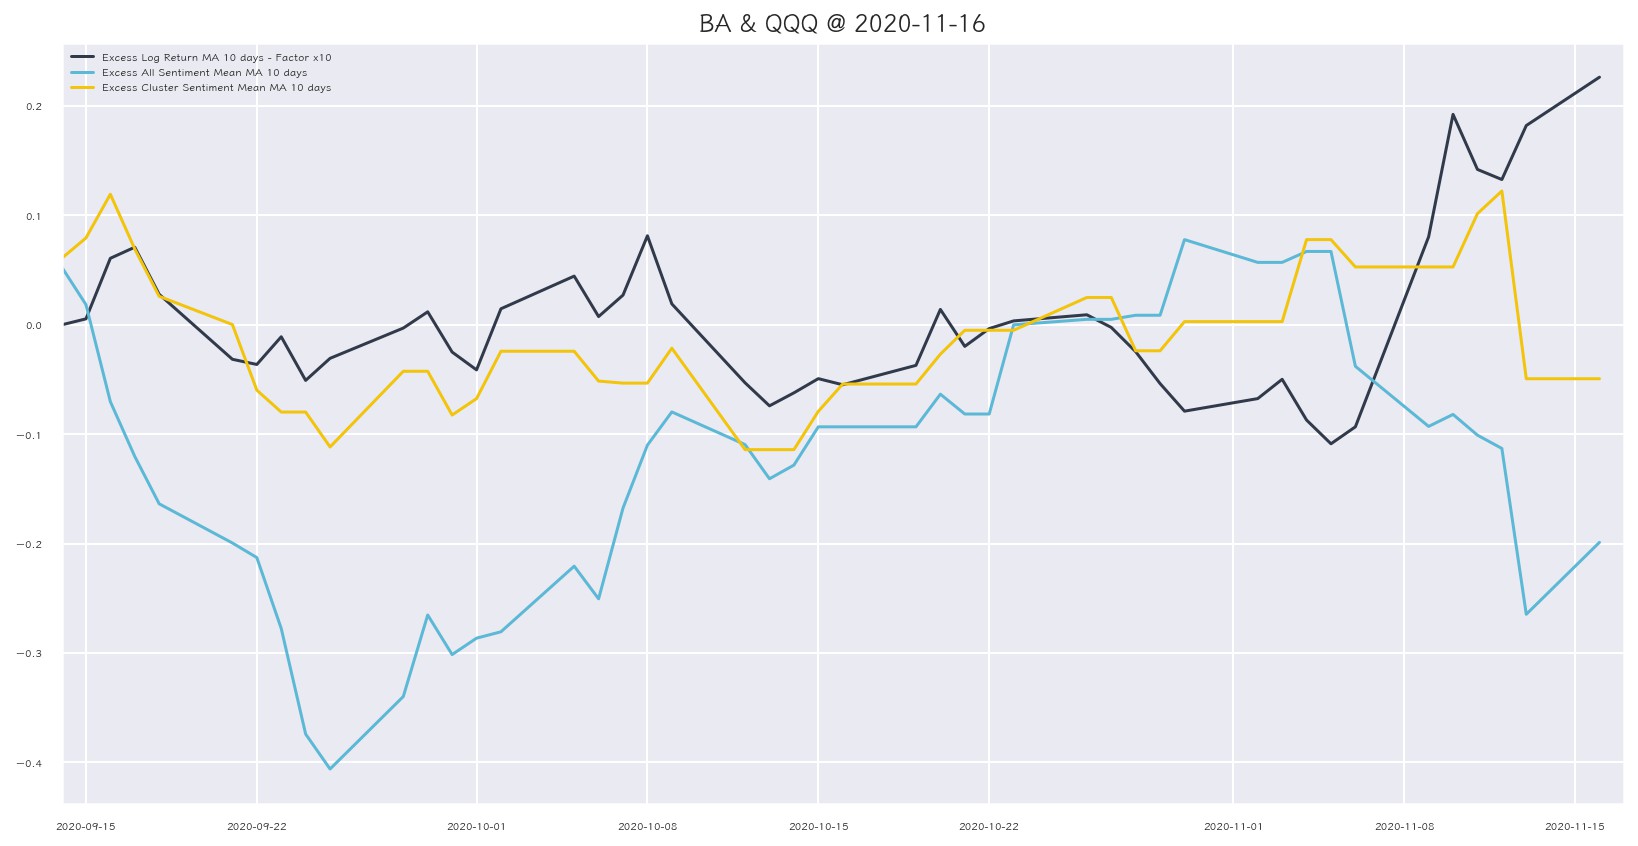 BA & QQQ @ 2020-11-16
Excess Log Return MA 10 days - Factor x10
Excess All Sentiment Mean MA 10 days
Excess Cluster Sentiment Mean MA 10 days
0.2
0.1
0.0
−0.1
−0.2
−0.3
−0.4
2020-09-15 2020-09-22 2020-10-01 2020-10-08 2020-10-15 2020-10-22 2020-11-01 2020-11-08 2020-11-15